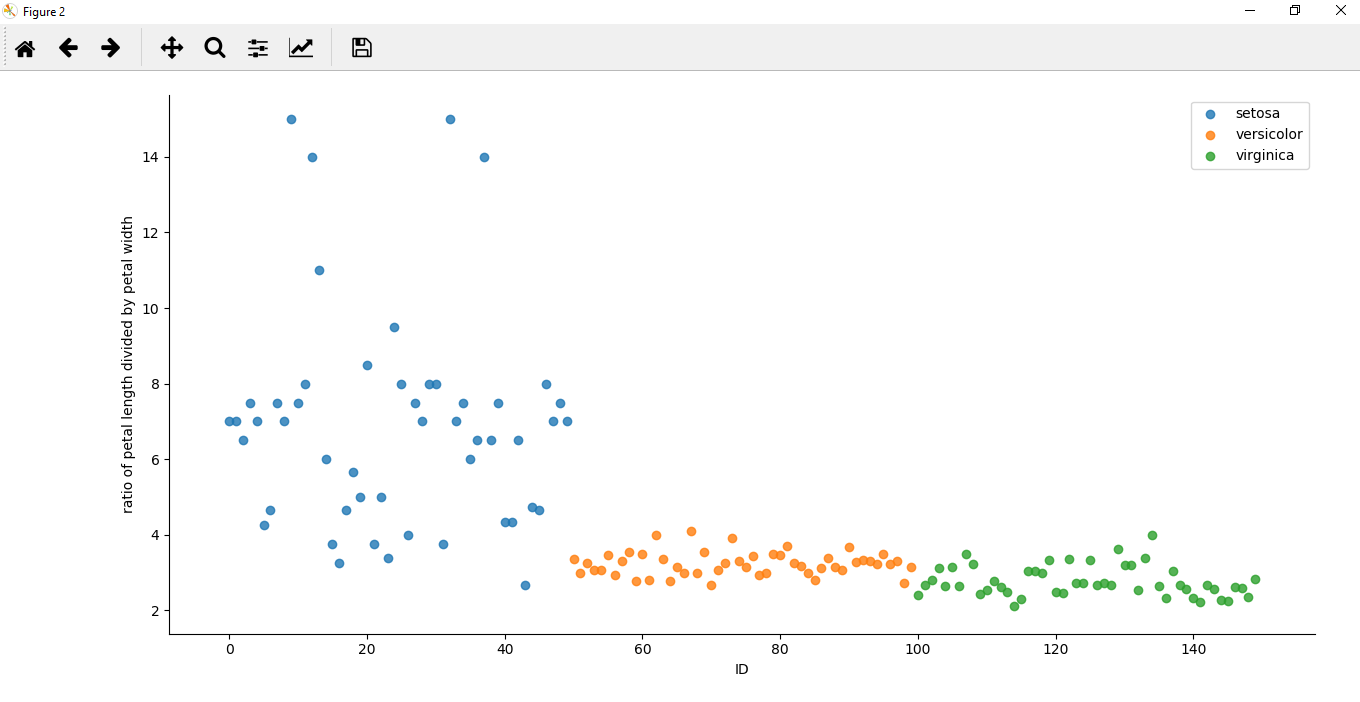 Figure 2
setosa
versicolor
virginica
14
12
10
8
6
4
2
ratio of petal length divided by petal width
0 20 40 60 80 100 120 140
ID